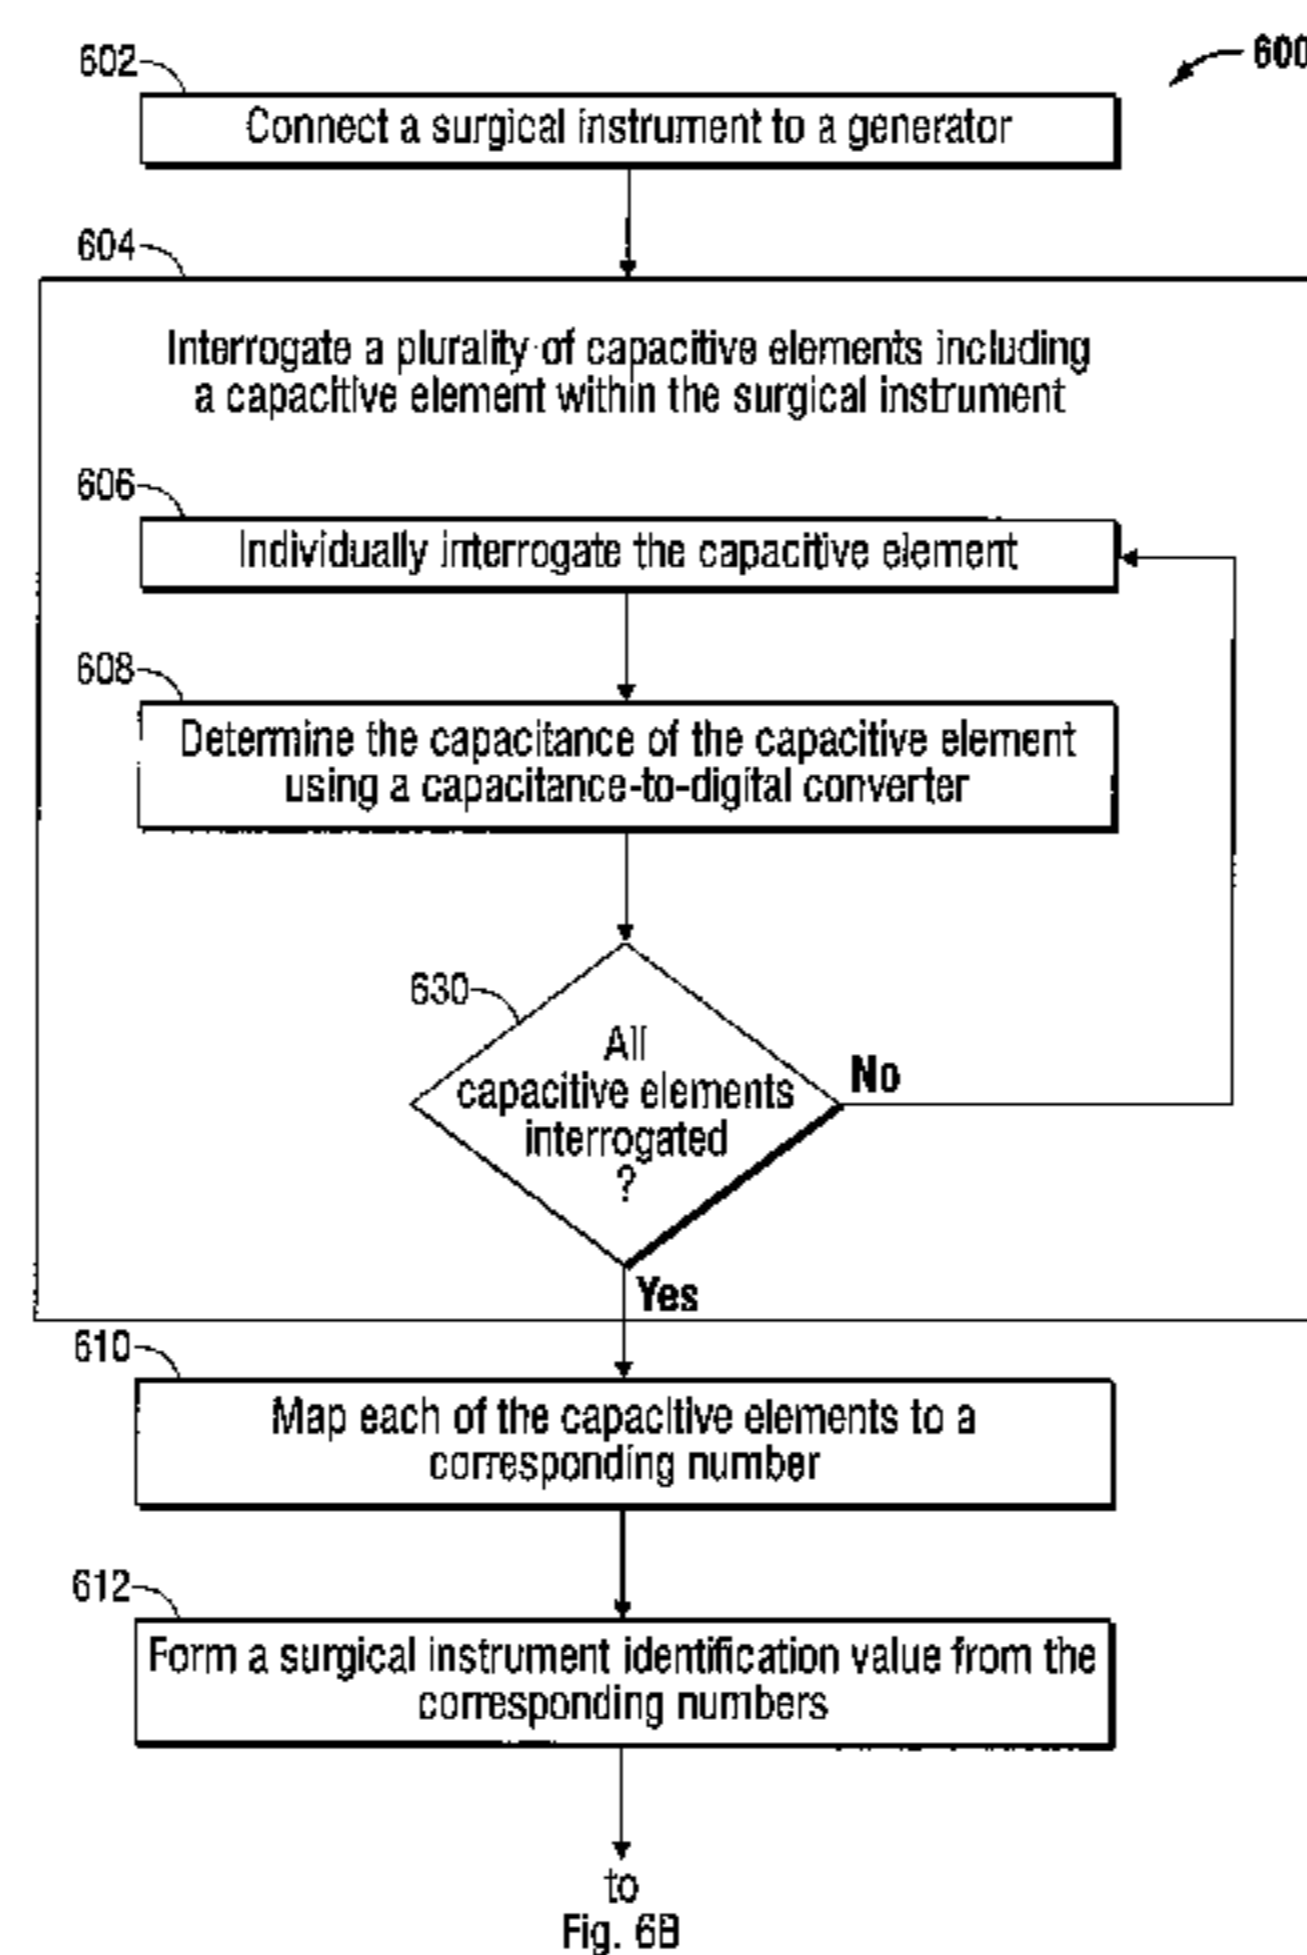 600
602
Connect a surgical instrument to a generator
604
Interrogate a plurality of capacitive elements including
a capacitive element within the surgical instrument
606
Individually interrogate the capacitive element
608
Determine the capacitance of the capacitive element
using a capacitance-to-digital converter
630
All
capacitive elements
interrogated
?
No
Yes
610
Map each of the capacitive elements to a
corresponding number
612
Form a surgical instrument identification value from the
corresponding numbers
to
Fig. 6B